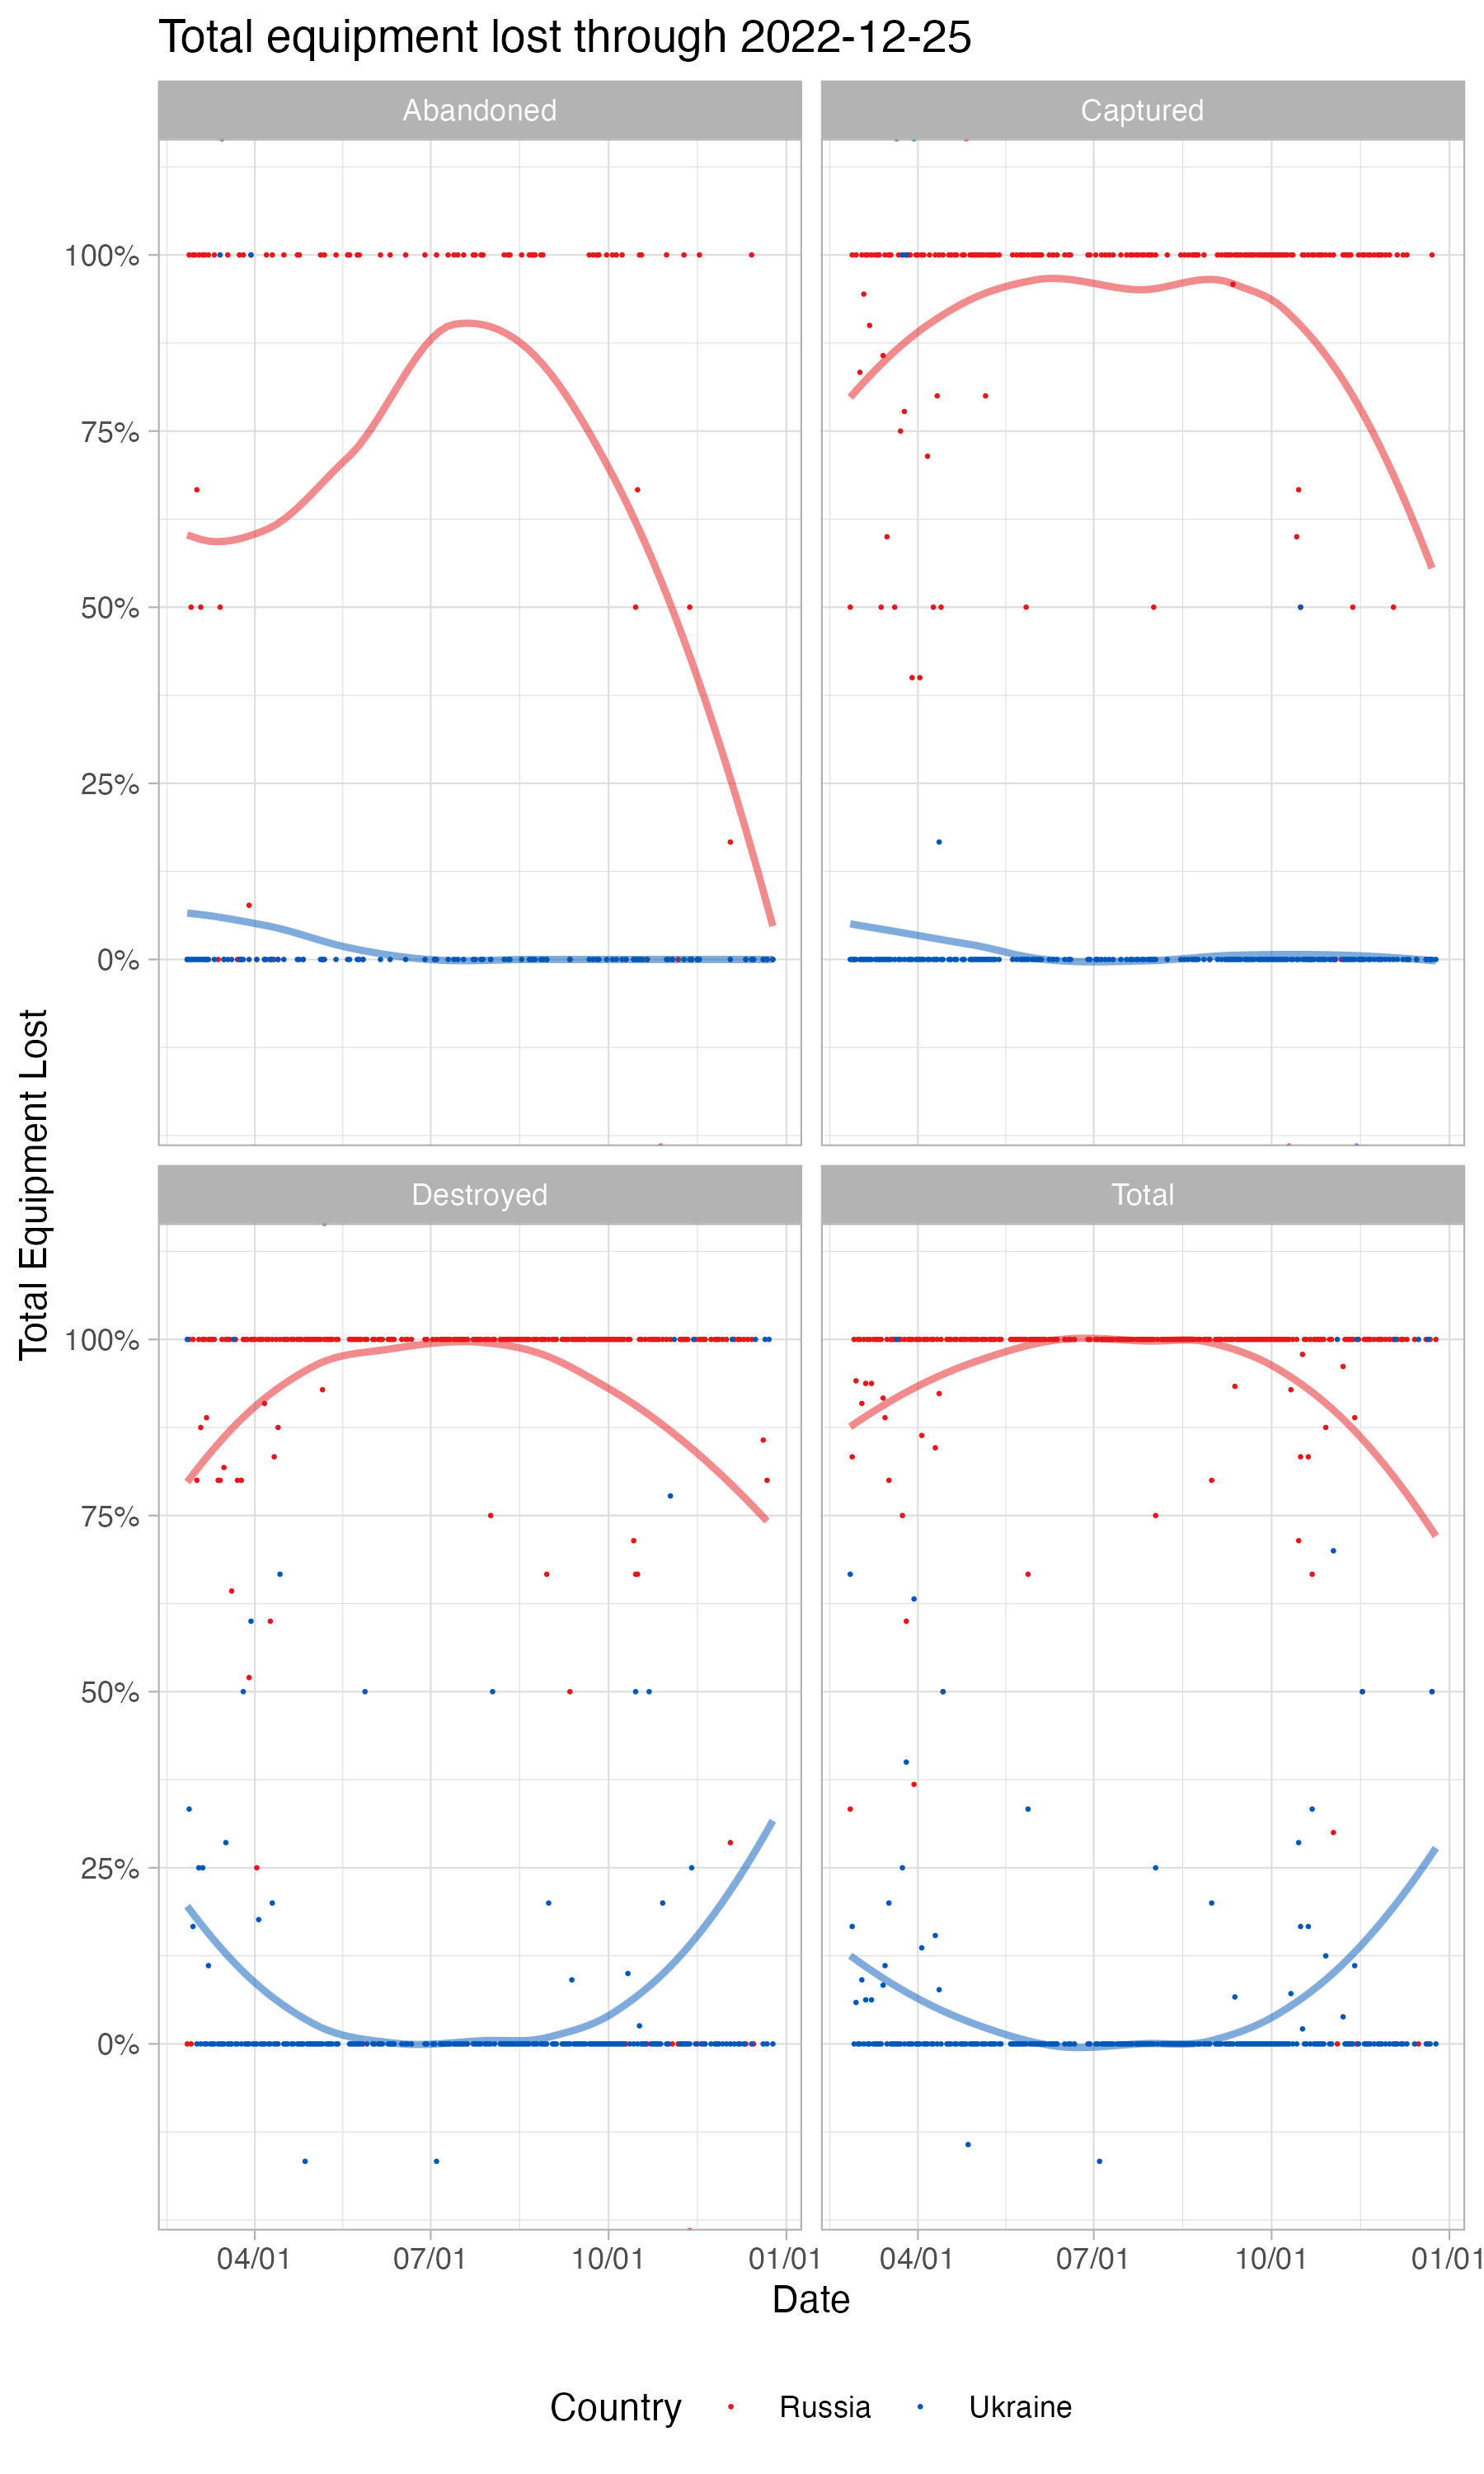 Total equipment lost through 2022-12-25
Abandoned
Captured
100%
75%
50%
25%
0%
Total Equipment Lost
Destroyed
Total
100%
75%
50%
25%
0%
04/01
07/01
10/01
01/01
04/01
07/01
10/01
01/01
Date
Country
Russia
Ukraine